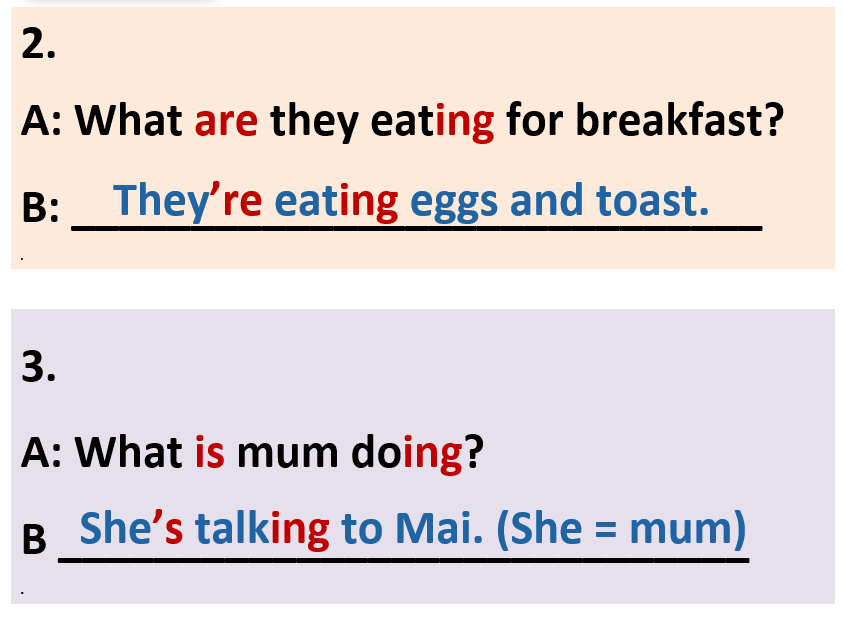 2.
A: What are they eating for breakfast?
B: They’re eating eggs and toast.
.
3.
A: What is mum doing?
B She’s talking to Mai. (She = mum)
.